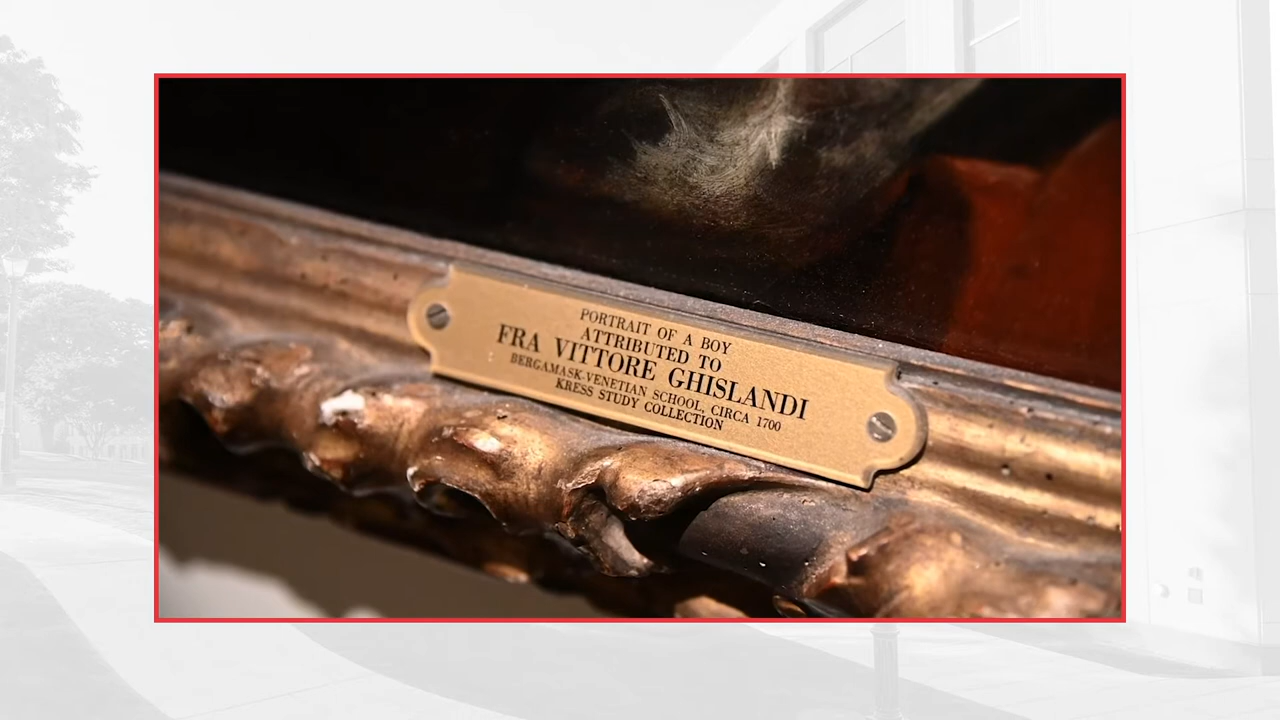 PORTRAIT OF A BOY
ATTRIBUTED TO
FRA VITTORE GHISLANDI
BERGAMASK-VENETIAN SCHOOL, CIRCA 1700
KRESS STUDY COLLECTION